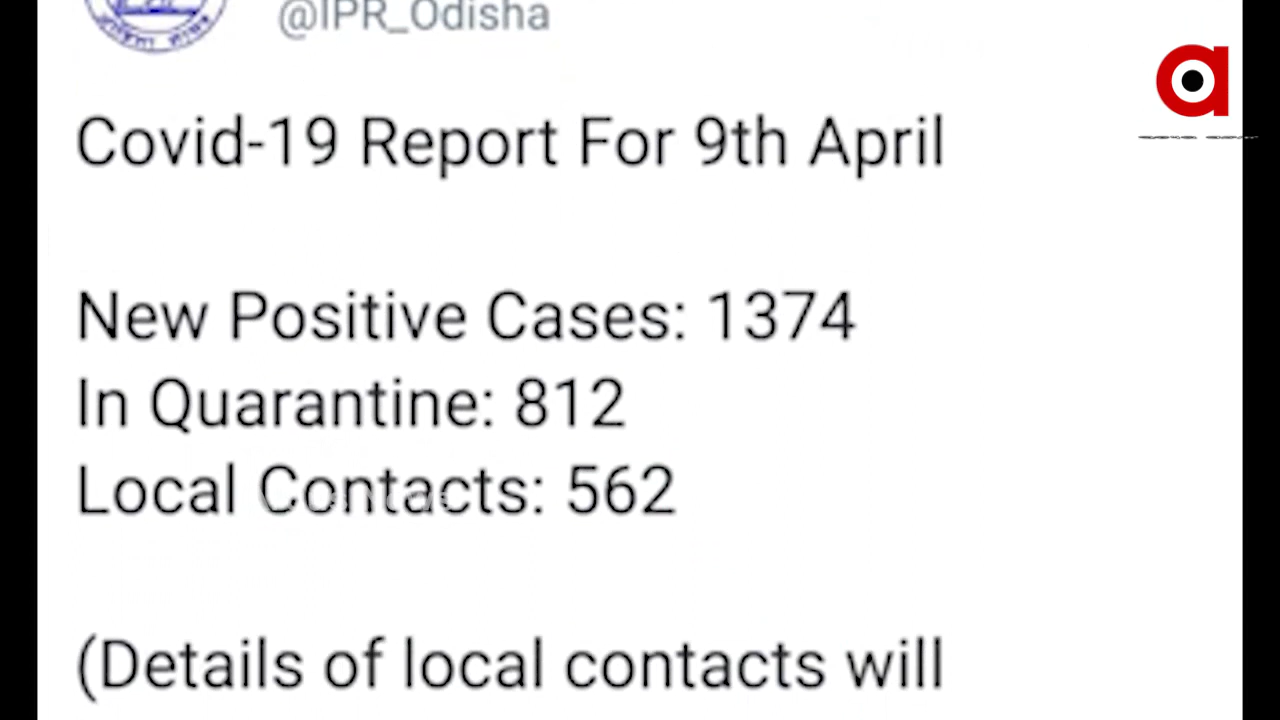 @IPR_Odisha
Covid-19 Report For 9th April
New Positive Cases: 1374
In Quarantine: 812
Local Contacts: 562
(Details of local contacts will